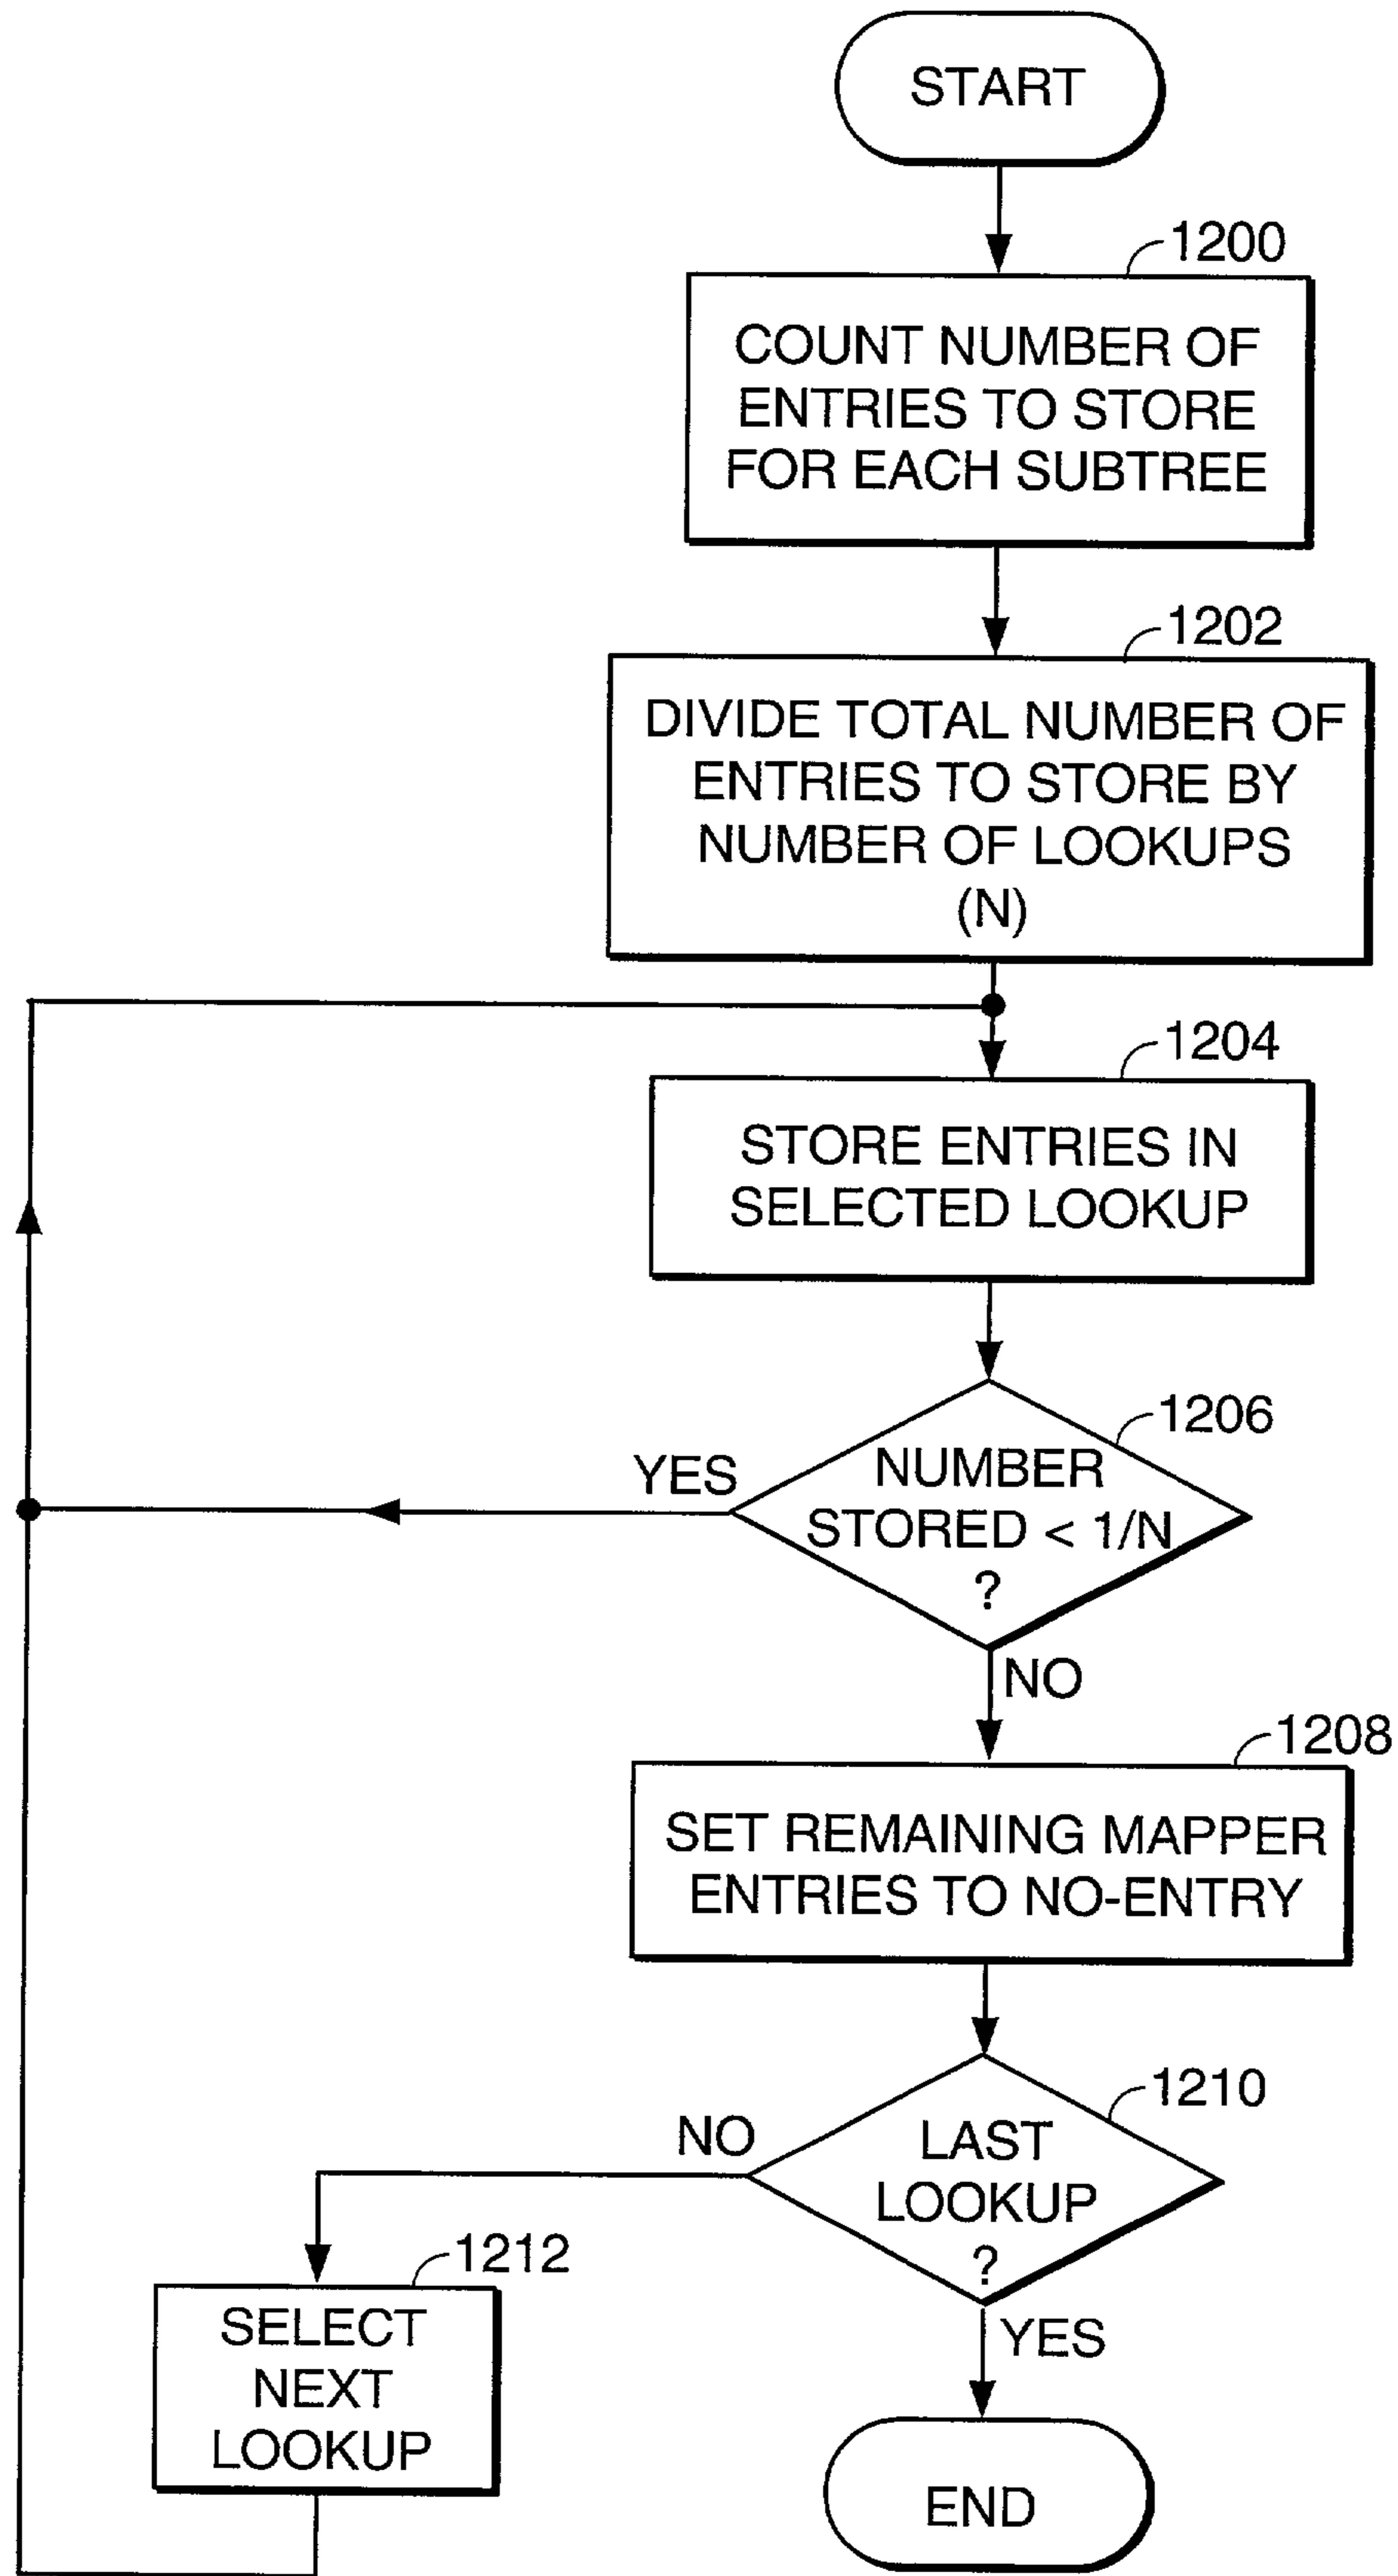 START
1200
COUNT NUMBER OF
ENTRIES TO STORE
FOR EACH SUBTREE
1202
DIVIDE TOTAL NUMBER OF
ENTRIES TO STORE BY
NUMBER OF LOOKUPS
(N)
1204
STORE ENTRIES IN
SELECTED LOOKUP
1206
YES
NUMBER
STORED < 1/N
?
NO
1208
SET REMAINING MAPPER
ENTRIES TO NO-ENTRY
1210
NO
LAST
LOOKUP
?
YES
1212
SELECT
NEXT
LOOKUP
END